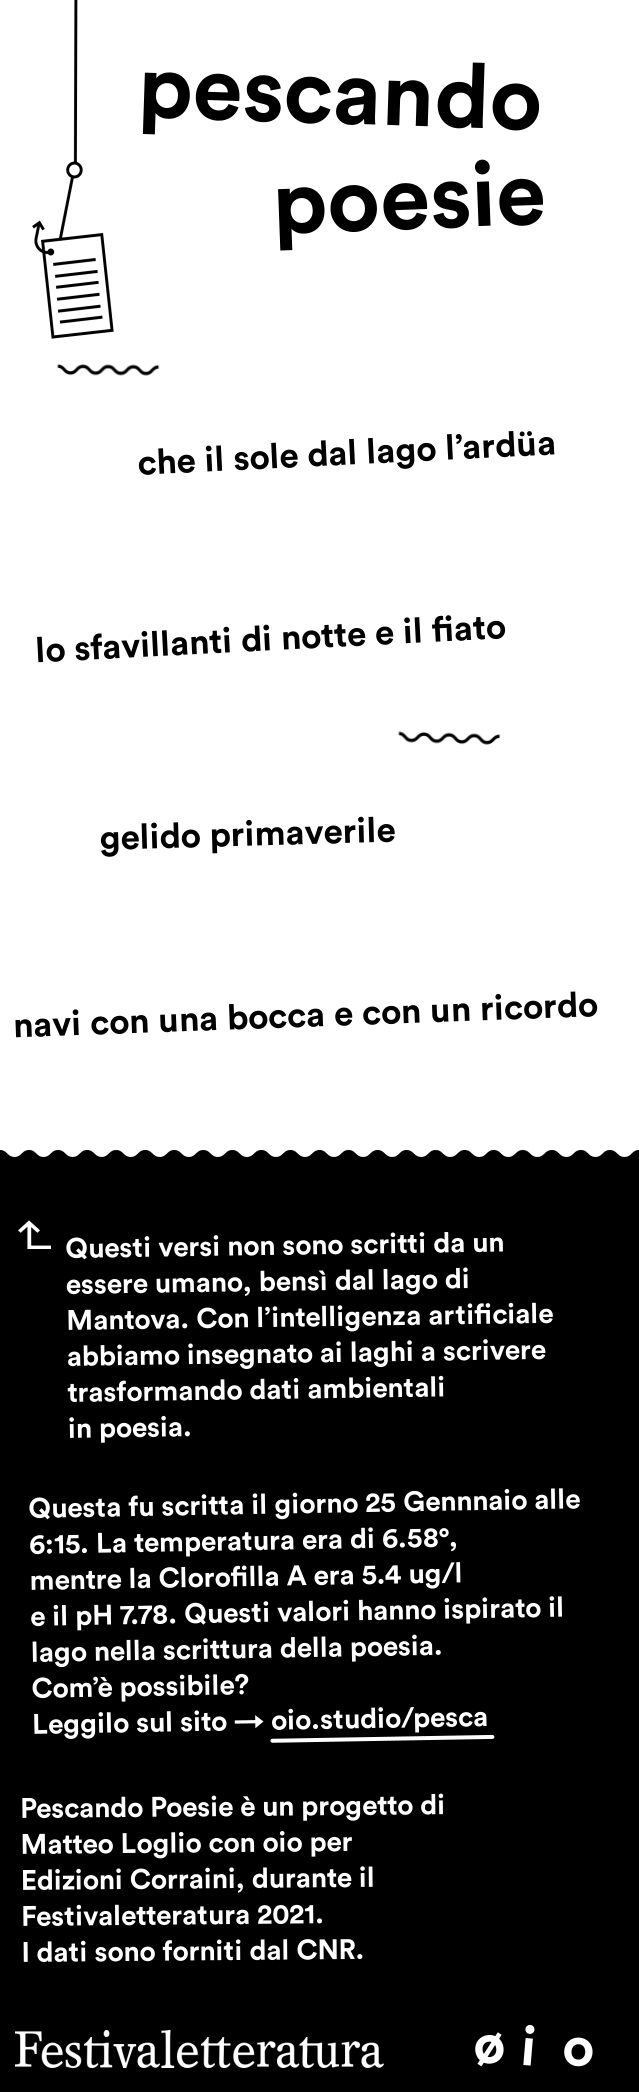 pescando
poesie
che il sole dal lago l’ardüa
lo sfavillanti di notte e il fiato
gelido primaverile
navi con una bocca e con un ricordo
Questi versi non sono scritti da un
essere umano, bensì dal lago di
Mantova. Con l’intelligenza artificiale
abbiamo insegnato ai laghi a scrivere
trasformando dati ambientali
in poesia.
Questa fu scritta il giorno 25 Gennnaio alle
6:15. La temperatura era di 6.58°,
mentre la Clorofilla A era 5.4 ug/l
e il pH 7.78. Questi valori hanno ispirato il
lago nella scrittura della poesia.
Com’è possibile?
Leggilo sul sito → oio.studio/pesca
Pescando Poesie è un progetto di
Matteo Loglio con oio per
Edizioni Corraini, durante il
Festivaletteratura 2021.
I dati sono forniti dal CNR.
Festivaletteratura
ø i o